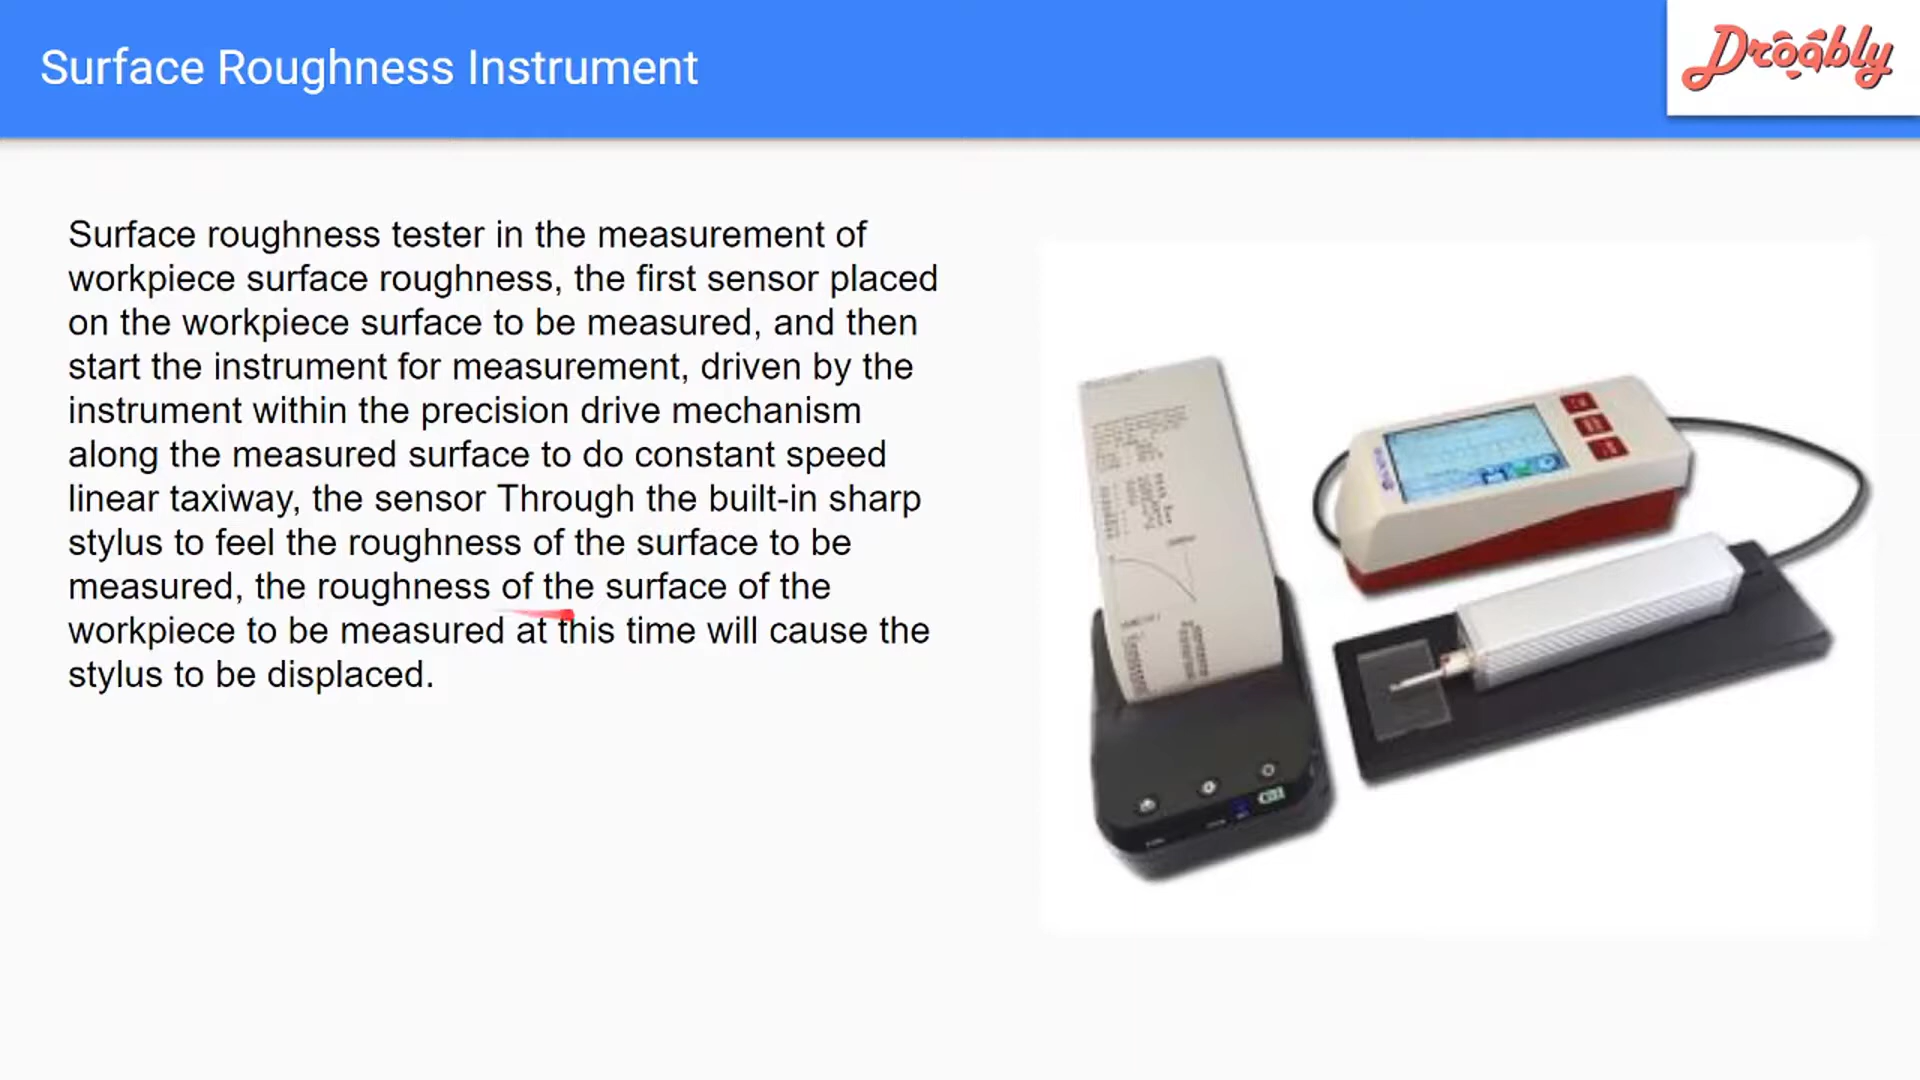 Surface Roughness Instrument
Droably
Surface roughness tester in the measurement of
workpiece surface roughness, the first sensor placed
on the workpiece surface to be measured, and then
start the instrument for measurement, driven by the
instrument within the precision drive mechanism
along the measured surface to do constant speed
linear taxiway, the sensor Through the built-in sharp
stylus to feel the roughness of the surface to be
measured, the roughness of the surface of the
workpiece to be measured at this time will cause the
stylus to be displaced.